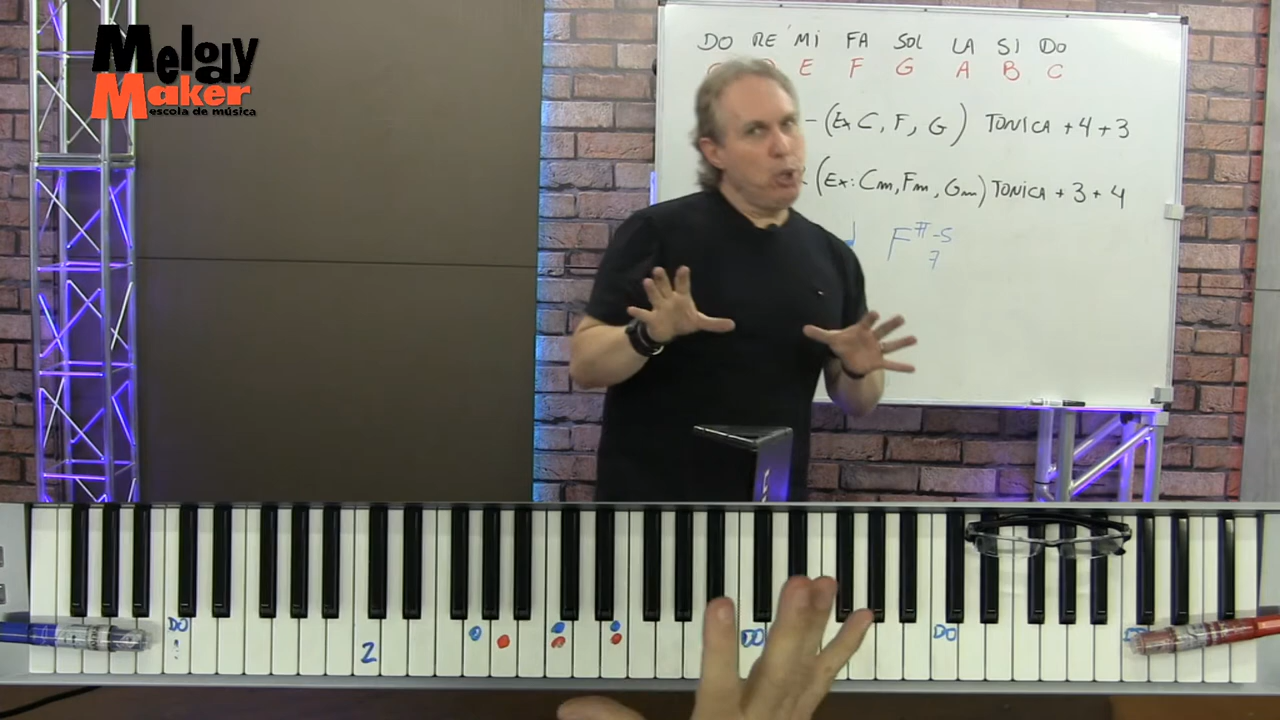 Melody
Maker
escola de música
DO RE MI FA SOL LA SI DO
E F G A B C
-(Ex C, F, G) TONICA +4 +3
(Ex: Cm, Fm, Gm) TONICA +3 +4
F#-5
7
DO
2
DO
DO